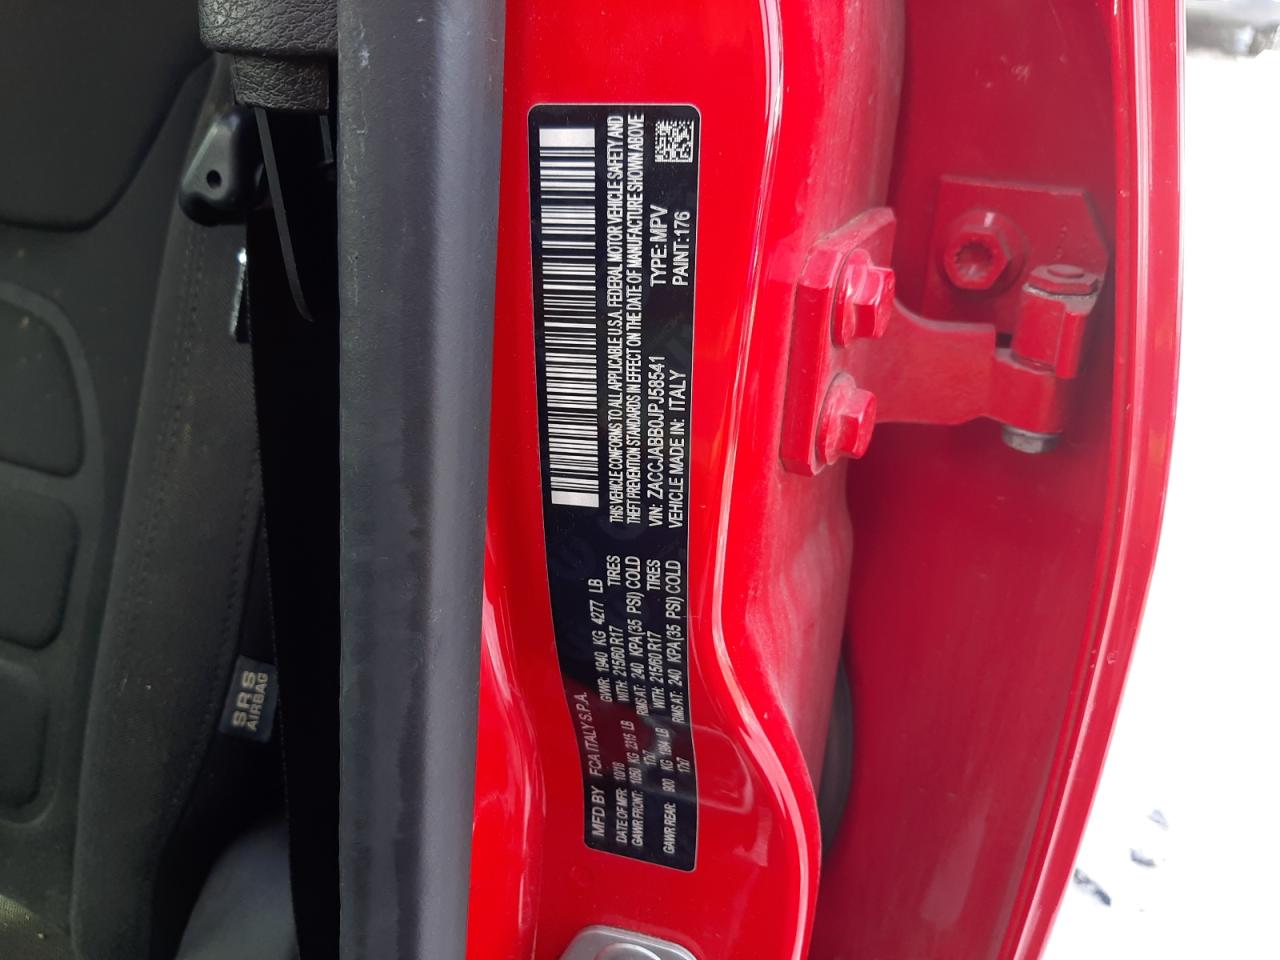 MFD BY FCA ITALY S.P.A.
DATE OF MFR: 10/18 GVWR: 1940 KG 4277 LB
GAWR FRONT: 1050 KG 2315 LB WITH: 215/60 R17 TIRES
17x7 RIMS AT: 240 KPA(35 PSI) COLD
GAWR REAR: 900 KG 1984 LB WITH: 215/60 R17 TIRES
17x7 RIMS AT: 240 KPA(35 PSI) COLD
THIS VEHICLE CONFORMS TO ALL APPLICABLE U.S.A. FEDERAL MOTOR VEHICLE SAFETY AND
THEFT PREVENTION STANDARDS IN EFFECT ON THE DATE OF MANUFACTURE SHOWN ABOVE
VIN: ZACCJABB0JPJ58541 TYPE: MPV
VEHICLE MADE IN: ITALY PAINT:176
SRS
AIRBAG